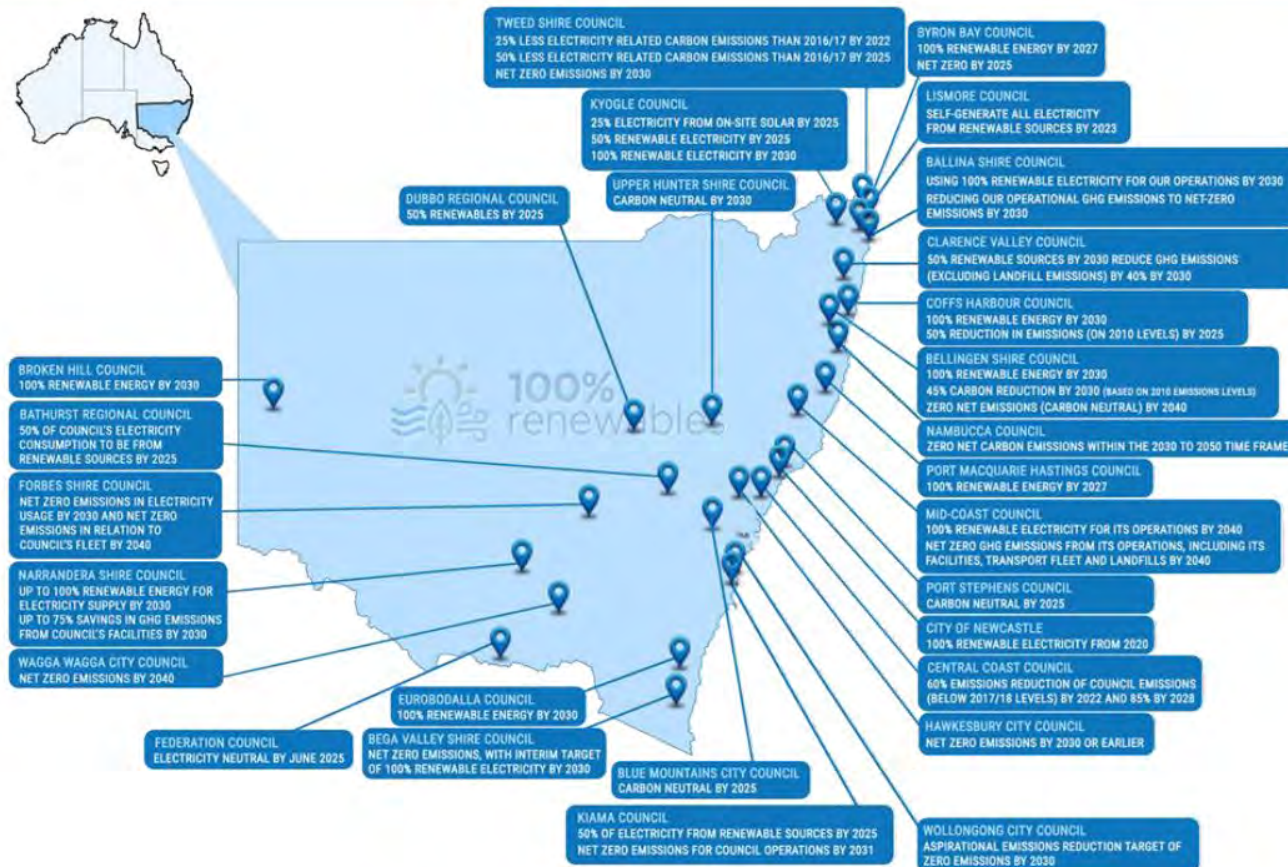 TWEED SHIRE COUNCIL
25% LESS ELECTRICITY RELATED CARBON EMISSIONS THAN 2016/17 BY 2022
50% LESS ELECTRICITY RELATED CARBON EMISSIONS THAN 2016/17 BY 2025
NET ZERO EMISSIONS BY 2030
BYRON BAY COUNCIL
100% RENEWABLE ENERGY BY 2027
NET ZERO BY 2025
KYOGLE COUNCIL
25% ELECTRICITY FROM ON-SITE SOLAR BY 2025
50% RENEWABLE ELECTRICITY BY 2025
100% RENEWABLE ELECTRICITY BY 2030
LISMORE COUNCIL
SELF-GENERATE ALL ELECTRICITY
FROM RENEWABLE SOURCES BY 2023
BALLINA SHIRE COUNCIL
USING 100% RENEWABLE ELECTRICITY FOR OUR OPERATIONS BY 2030
REDUCING OUR OPERATIONAL GHG EMISSIONS TO NET-ZERO
EMISSIONS BY 2030
DUBBO REGIONAL COUNCIL
50% RENEWABLES BY 2025
UPPER HUNTER SHIRE COUNCIL
CARBON NEUTRAL BY 2030
CLARENCE VALLEY COUNCIL
50% RENEWABLE SOURCES BY 2030 REDUCE GHG EMISSIONS
(EXCLUDING LANDFILL EMISSIONS) BY 40% BY 2030
COFFS HARBOUR COUNCIL
100% RENEWABLE ENERGY BY 2030
50% REDUCTION IN EMISSIONS (ON 2010 LEVELS) BY 2025
BELLINGEN SHIRE COUNCIL
100% RENEWABLE ENERGY BY 2030
45% CARBON REDUCTION BY 2030 (BASED ON 2010 EMISSIONS LEVELS)
ZERO NET EMISSIONS (CARBON NEUTRAL) BY 2040
NAMBUCCA COUNCIL
ZERO NET CARBON EMISSIONS WITHIN THE 2030 TO 2050 TIME FRAME
PORT MACQUARIE HASTINGS COUNCIL
100% RENEWABLE ENERGY BY 2027
MID-COAST COUNCIL
100% RENEWABLE ELECTRICITY FOR ITS OPERATIONS BY 2040
NET ZERO GHG EMISSIONS FROM ITS OPERATIONS, INCLUDING ITS
FACILITIES, TRANSPORT FLEET AND LANDFILLS BY 2040
PORT STEPHENS COUNCIL
CARBON NEUTRAL BY 2025
CITY OF NEWCASTLE
100% RENEWABLE ELECTRICITY FROM 2020
CENTRAL COAST COUNCIL
60% EMISSIONS REDUCTION OF COUNCIL EMISSIONS
(BELOW 2017/18 LEVELS) BY 2022 AND 85% BY 2028
HAWKESBURY CITY COUNCIL
NET ZERO EMISSIONS BY 2030 OR EARLIER
WOLLONGONG CITY COUNCIL
ASPIRATIONAL EMISSIONS REDUCTION TARGET OF
ZERO EMISSIONS BY 2030
100%
renewables
BROKEN HILL COUNCIL
100% RENEWABLE ENERGY BY 2030
BATHURST REGIONAL COUNCIL
50% OF COUNCIL'S ELECTRICITY
CONSUMPTION TO BE FROM
RENEWABLE SOURCES BY 2025
FORBES SHIRE COUNCIL
NET ZERO EMISSIONS IN ELECTRICITY
USAGE BY 2030 AND NET ZERO
EMISSIONS IN RELATION TO
COUNCIL'S FLEET BY 2040
NARRANDERA SHIRE COUNCIL
UP TO 100% RENEWABLE ENERGY FOR
ELECTRICITY SUPPLY BY 2030
UP TO 75% SAVINGS IN GHG EMISSIONS
FROM COUNCIL'S FACILITIES BY 2030
WAGGA WAGGA CITY COUNCIL
NET ZERO EMISSIONS BY 2040
FEDERATION COUNCIL
ELECTRICITY NEUTRAL BY JUNE 2025
EUROBODALLA COUNCIL
100% RENEWABLE ENERGY BY 2030
BEGA VALLEY SHIRE COUNCIL
NET ZERO EMISSIONS, WITH INTERIM TARGET
OF 100% RENEWABLE ELECTRICITY BY 2030
BLUE MOUNTAINS CITY COUNCIL
CARBON NEUTRAL BY 2025
KIAMA COUNCIL
50% OF ELECTRICITY FROM RENEWABLE SOURCES BY 2025
NET ZERO EMISSIONS FOR COUNCIL OPERATIONS BY 2031